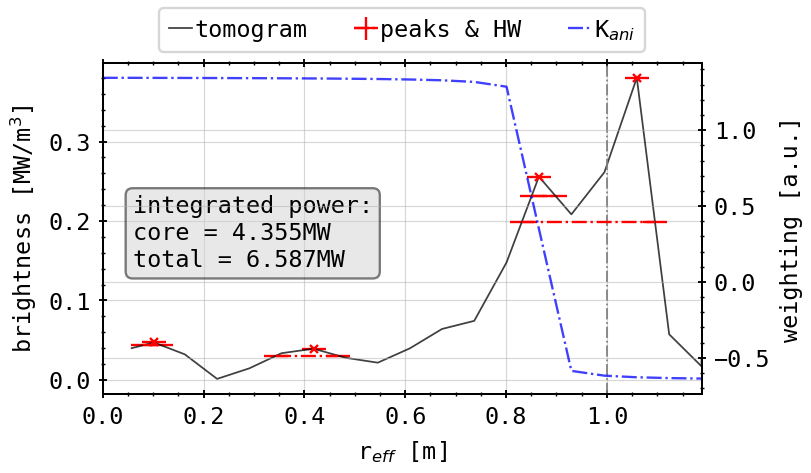 tomogram peaks & HW K_ani
brightness [MW/m³]
0.3
0.2
0.1
0.0
integrated power:
core = 4.355MW
total = 6.587MW
1.0
0.5
0.0
−0.5
weighting [a.u.]
0.0 0.2 0.4 0.6 0.8 1.0
r_eff [m]